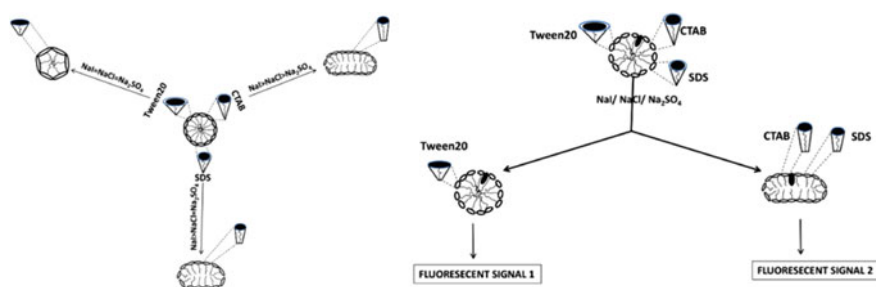 NaI≈NaCl≈Na₂SO₄
Tween20
NaI>NaCl>Na₂SO₄
CTAB
SDS
NaI>NaCl≈Na₂SO₄
Tween20
CTAB
SDS
NaI/ NaCl/ Na₂SO₄
Tween20
CTAB
SDS
FLUORESECENT SIGNAL 1
FLUORESECENT SIGNAL 2